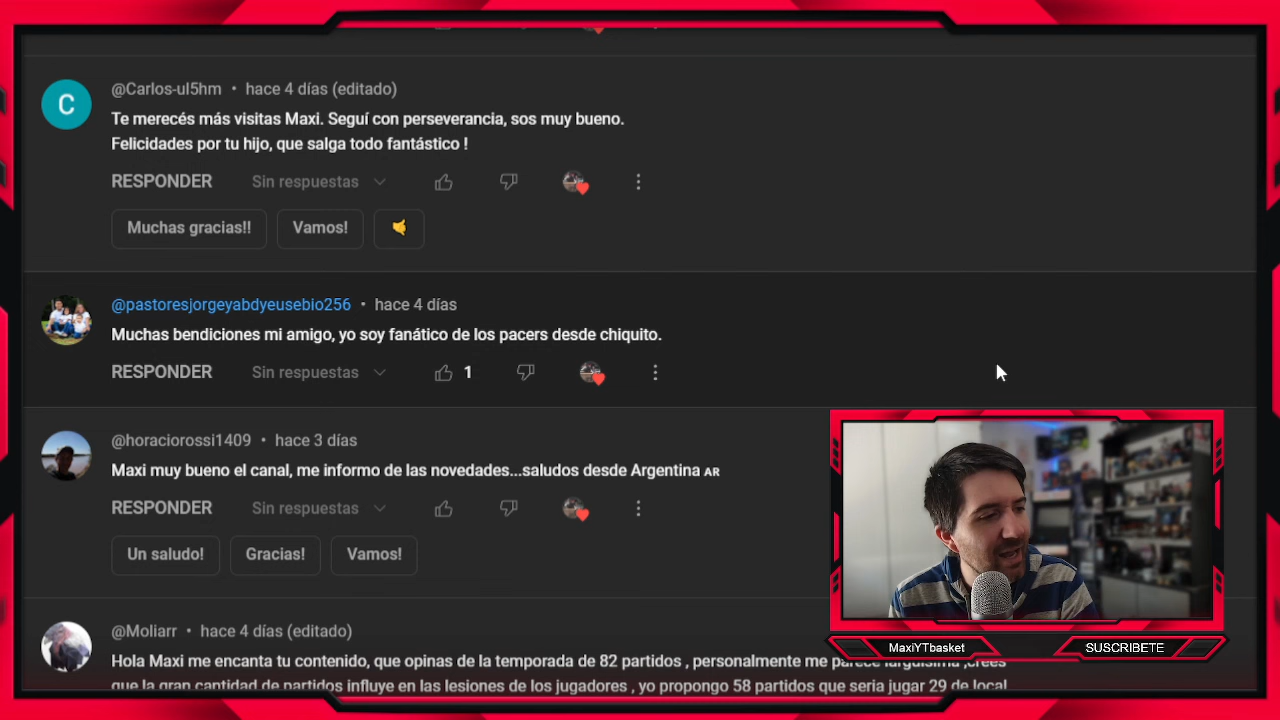 @Carlos-ul5hm • hace 4 días (editado)
Te merecés más visitas Maxi. Seguí con perseverancia, sos muy bueno.
Felicidades por tu hijo, que salga todo fantástico !
RESPONDER Sin respuestas
Muchas gracias!! Vamos! 🤙
@pastoresjorgeyabdyeusebio256 • hace 4 días
Muchas bendiciones mi amigo, yo soy fanático de los pacers desde chiquito.
RESPONDER Sin respuestas 1
@horaciorossi1409 • hace 3 días
Maxi muy bueno el canal, me informo de las novedades...saludos desde Argentina AR
RESPONDER Sin respuestas
Un saludo! Gracias! Vamos!
@Moliarr • hace 4 días (editado)
Hola Maxi me encanta tu contenido, que opinas de la temporada de 82 partidos , personalmente me parece larguisima ,crees
que la gran cantidad de partidos influye en las lesiones de los jugadores , yo propongo 58 partidos que seria jugar 29 de local
MaxiYTbasket
SUSCRIBETE